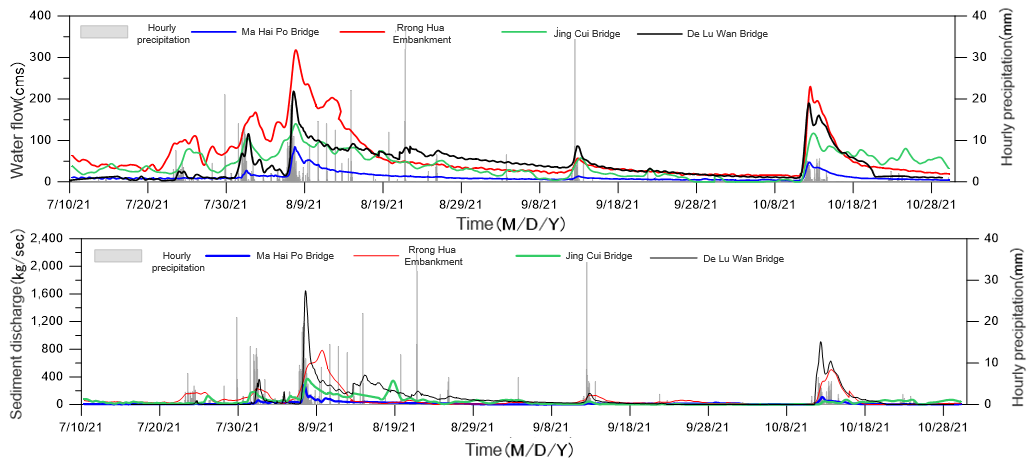 400
300
200
100
0
Water flow(cms)
40
30
20
10
0
Hourly precipitation(mm)
Hourly
precipitation
Ma Hai Po Bridge
Rrong Hua
Embankment
Jing Cui Bridge
De Lu Wan Bridge
7/10/21 7/20/21 7/30/21 8/9/21 8/19/21 8/29/21 9/8/21 9/18/21 9/28/21 10/8/21 10/18/21 10/28/21
Time(M/D/Y)
2,400
2,000
1,600
1,200
800
400
0
Sediment discharge(kg/sec)
40
30
20
10
0
Hourly precipitation(mm)
Hourly
precipitation
Ma Hai Po Bridge
Rrong Hua
Embankment
Jing Cui Bridge
De Lu Wan Bridge
7/10/21 7/20/21 7/30/21 8/9/21 8/19/21 8/29/21 9/8/21 9/18/21 9/28/21 10/8/21 10/18/21 10/28/21
Time(M/D/Y)